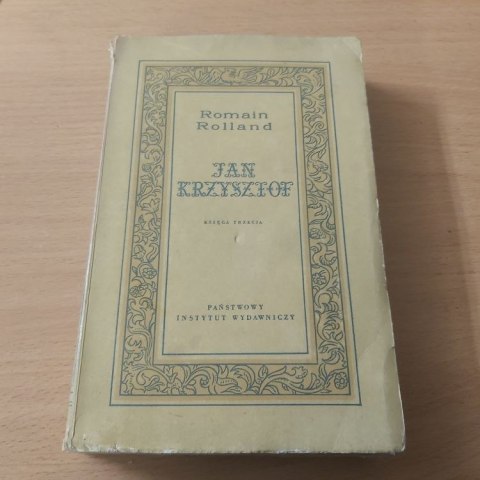 Romain
Rolland
JAN
KRZYSZTOF
KSIĘGA TRZECIA
PAŃSTWOWY
INSTYTUT WYDAWNICZY